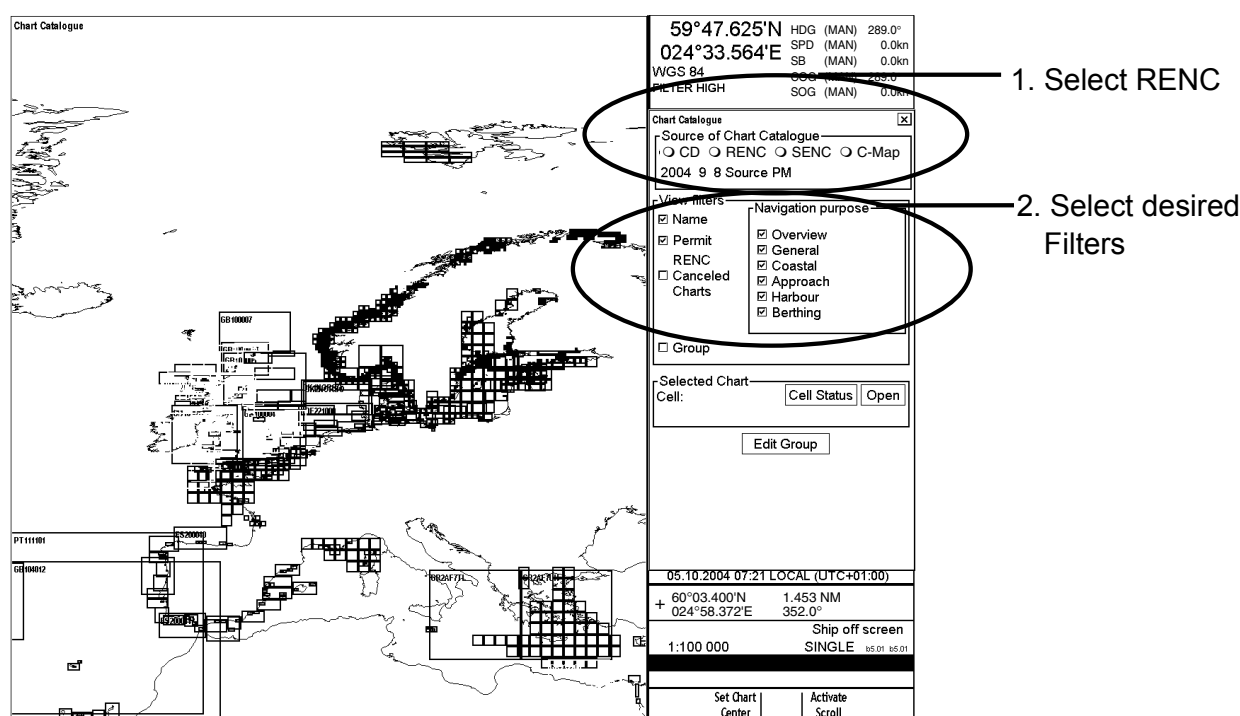 Chart Catalogue
GB100007
PT111101
GB104012
59°47.625'N
024°33.564'E
WGS 84
FILTER HIGH
HDG (MAN) 289.0°
SPD (MAN) 0.0kn
SB (MAN) 0.0kn
SOG (MAN) 0.0kn
1. Select RENC
Chart Catalogue
Source of Chart Catalogue
CD RENC SENC C-Map
2004 9 8 Source PM
View filters
Name
Permit
RENC
Canceled
Charts
Group
Navigation purpose
Overview
General
Coastal
Approach
Harbour
Berthing
2. Select desired
Filters
Selected Chart
Cell:
Cell Status
Open
Edit Group
05.10.2004 07:21 LOCAL (UTC+01:00)
+ 60°03.400'N 1.453 NM
024°58.372'E 352.0°
Ship off screen
1:100 000 SINGLE b5.01 b5.01
Set Chart
Center
Activate
Scroll